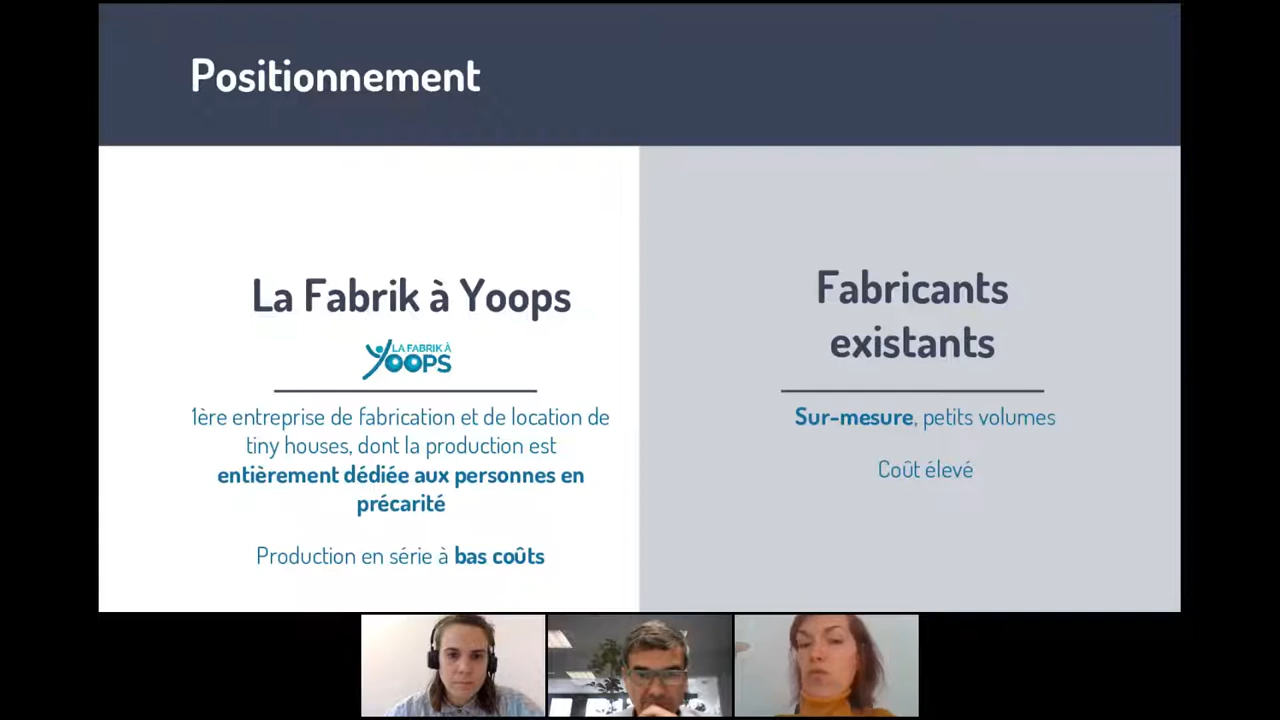 Positionnement
La Fabrik à Yoops
LA FABRIK À
YOOPS
1ère entreprise de fabrication et de location de
tiny houses, dont la production est
entièrement dédiée aux personnes en
précarité
Production en série à bas coûts
Fabricants
existants
Sur-mesure, petits volumes
Coût élevé